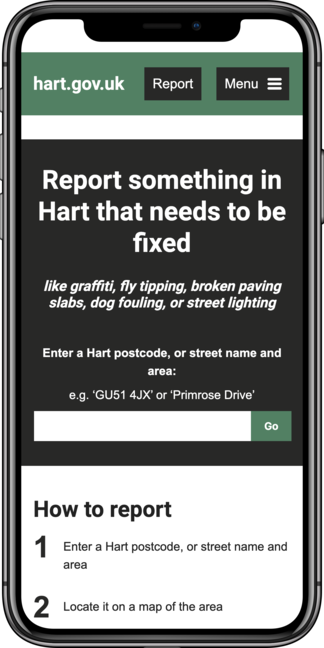 hart.gov.uk
Report
Menu
Report something in
Hart that needs to be
fixed
like graffiti, fly tipping, broken paving
slabs, dog fouling, or street lighting
Enter a Hart postcode, or street name and
area:
e.g. ‘GU51 4JX’ or ‘Primrose Drive’
Go
How to report
1 Enter a Hart postcode, or street name and
area
2 Locate it on a map of the area